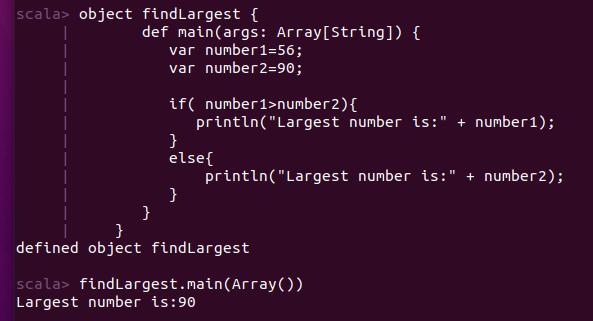 scala> object findLargest {
     |        def main(args: Array[String]) {
     |           var number1=56;
     |           var number2=90;
     |
     |           if( number1>number2){
     |              println("Largest number is:" + number1);
     |           }
     |           else{
     |               println("Largest number is:" + number2);
     |           }
     |        }
     |     }
defined object findLargest

scala> findLargest.main(Array())
Largest number is:90